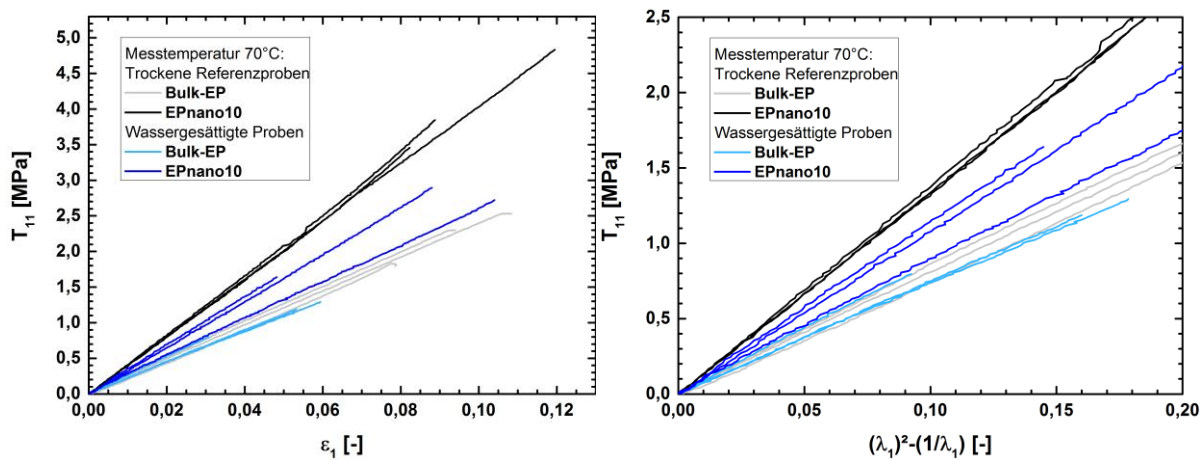 5,0
4,5
4,0
3,5
3,0
2,5
2,0
1,5
1,0
0,5
0,0
T11 [MPa]
Messtemperatur 70°C:
Trockene Referenzproben
Bulk-EP
EPnano10
Wassergesättigte Proben
Bulk-EP
EPnano10
0,00 0,02 0,04 0,06 0,08 0,10 0,12
ε1 [-]
2,5
2,0
1,5
1,0
0,5
0,0
T11 [MPa]
Messtemperatur 70°C:
Trockene Referenzproben
Bulk-EP
EPnano10
Wassergesättigte Proben
Bulk-EP
EPnano10
0,00 0,05 0,10 0,15 0,20
(λ1)²-(1/λ1) [-]